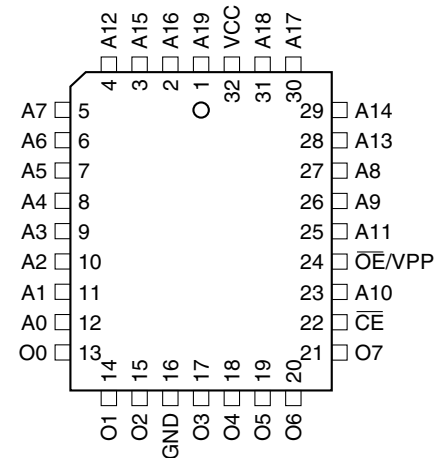 A12 A15 A16 A19 VCC A18 A17
4 3 2 1 32 31 30
A7 5 29 A14
A6 6 28 A13
A5 7 27 A8
A4 8 26 A9
A3 9 25 A11
A2 10 24 O̅E̅/VPP
A1 11 23 A10
A0 12 22 C̅E̅
O0 13 21 O7
14 15 16 17 18 19 20
O1 O2 GND O3 O4 O5 O6